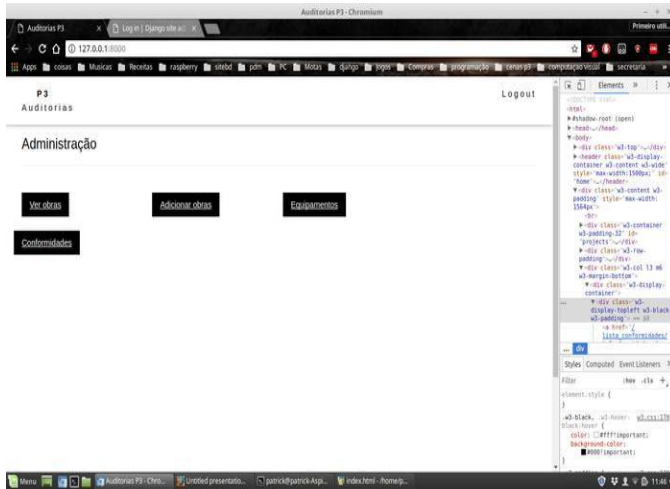 Auditorias P3 - Chromium
Auditorias P3
Log in | Django site ad
Primeiro utili...
127.0.0.1:8000
Apps coisas Musicas Receitas raspberry sitebd pdm PC Motas django jogos Compras programação cenas p3 computaçao visual secretaria
P3
Auditorias
Logout
Administração
Ver obras
Adicionar obras
Equipamentos
Conformidades
Elements
<!DOCTYPE html>
<html>
#shadow-root (open)
<head>…</head>
<body>
<div class="w3-top">…</div>
<header class="w3-display-
container w3-content w3-wide"
style="max-width:1500px;" id=
"home">…</header>
<div class="w3-content w3-
padding" style="max-width:
1564px">
<br>
<div class="w3-container
w3-padding-32" id=
"projects">…</div>
<div class="w3-row-
padding">…</div>
<div class="w3-col l3 m6
w3-margin-bottom">
<div class="w3-display-
container">
<div class="w3-
display-topleft w3-black
w3-padding"> == $0
<a href="/
lista_conformidades/
div
Styles Computed Event Listeners
Filter :hov .cls +
element.style {
}
.w3-black, .w3-hover-
black:hover {
color: #fff!important;
background-color:
#000!important;
}
Menu
Auditorias P3 - Chro...
Untitled presentatio...
patrick@patrick-Aspi...
index.html - /home/p...